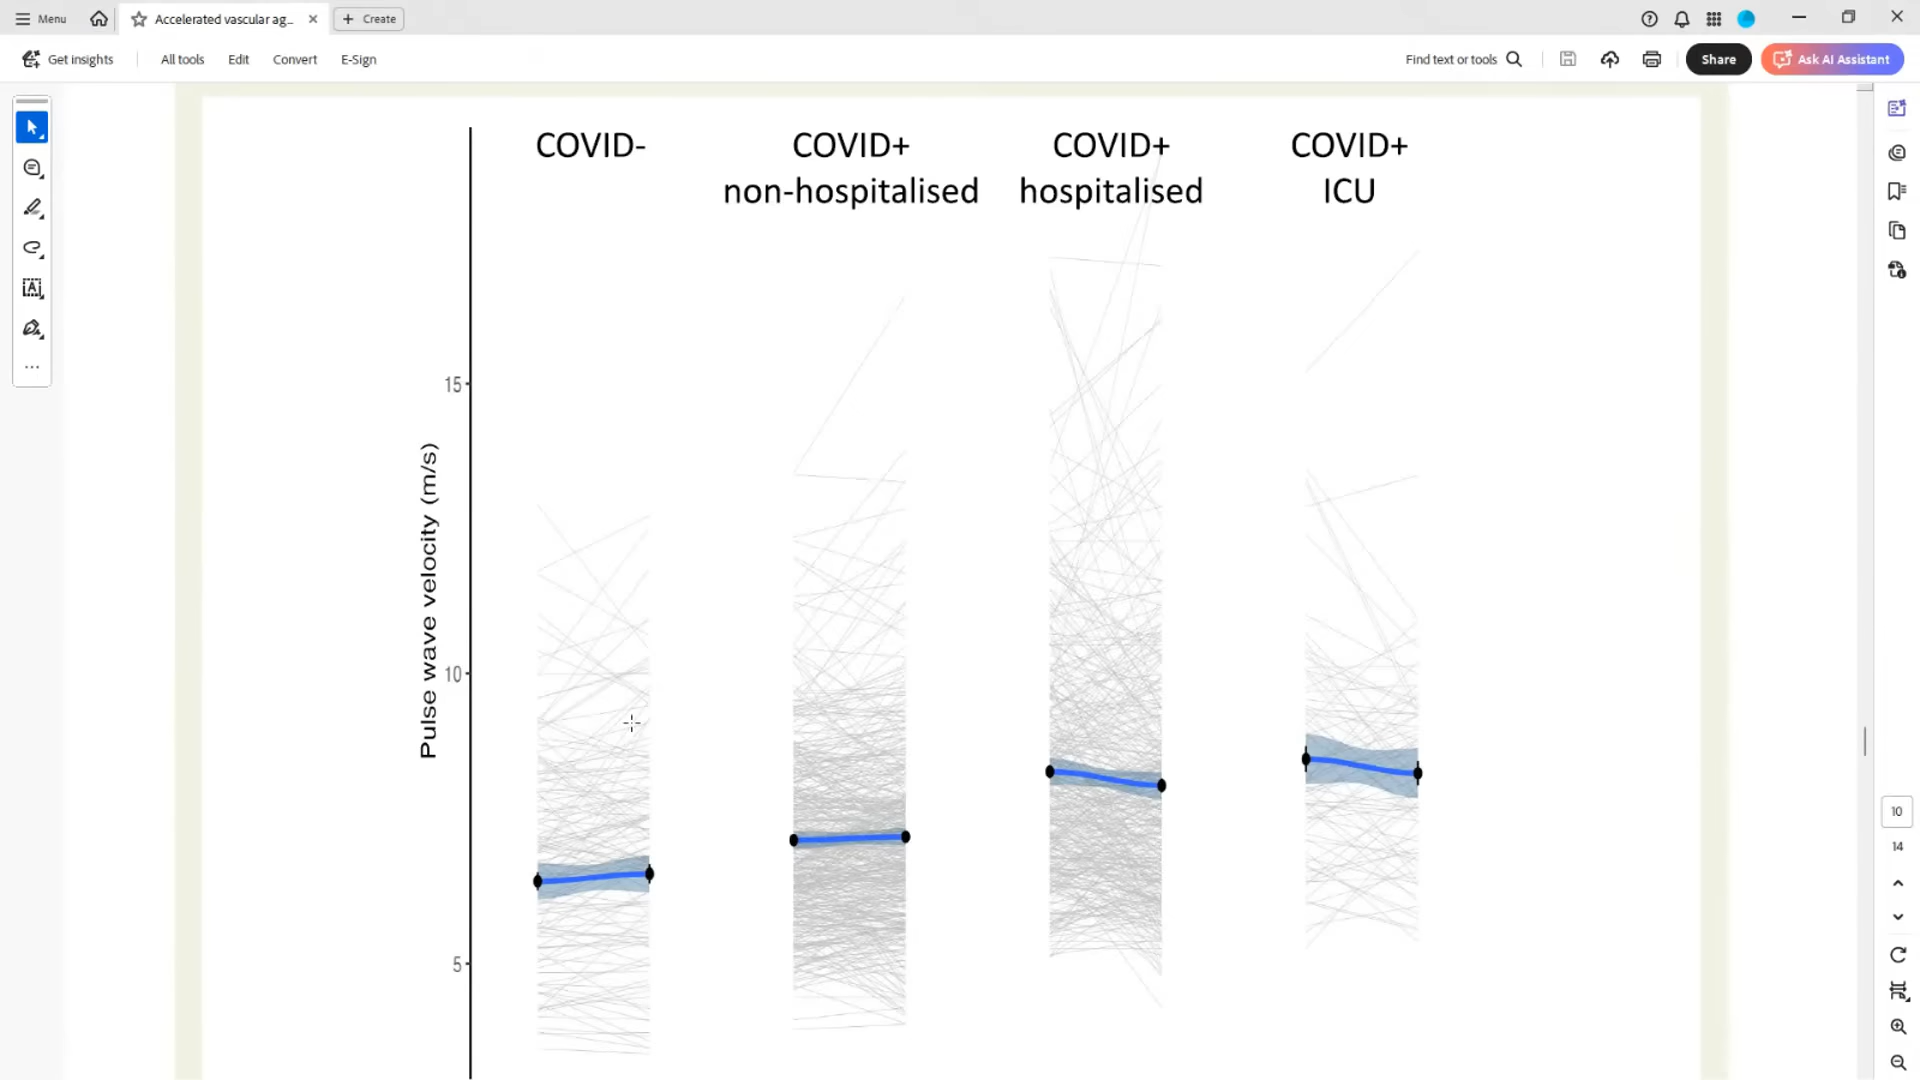 Menu
Accelerated vascular ag...
Create
Get insights
All tools
Edit
Convert
E-Sign
Find text or tools
Share
Ask AI Assistant
COVID-
COVID+
non-hospitalised
COVID+
hospitalised
COVID+
ICU
Pulse wave velocity (m/s)
15
10
5
10
14